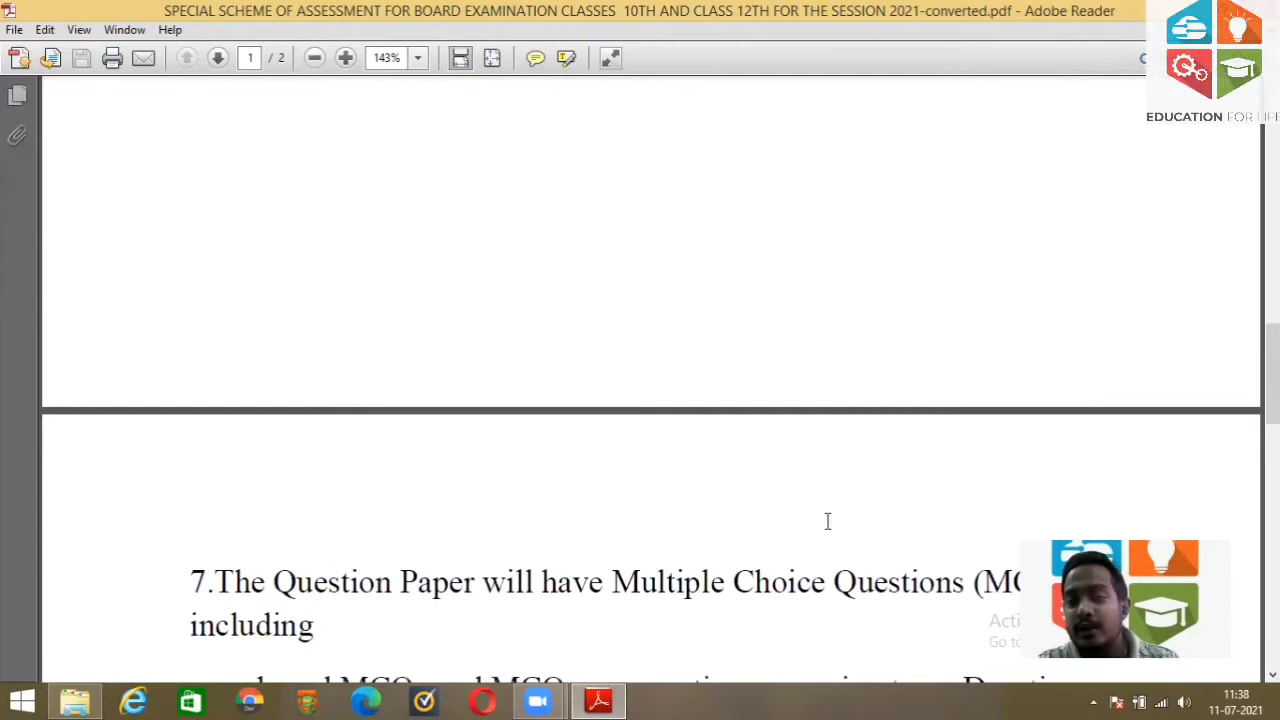 SPECIAL SCHEME OF ASSESSMENT FOR BOARD EXAMINATION CLASSES 10TH AND CLASS 12TH FOR THE SESSION 2021-converted.pdf - Adobe Reader
File Edit View Window Help
1 / 2 143%
EDUCATION FOR LIFE
7.The Question Paper will have Multiple Choice Questions
including
Go to
11:38
11-07-2021